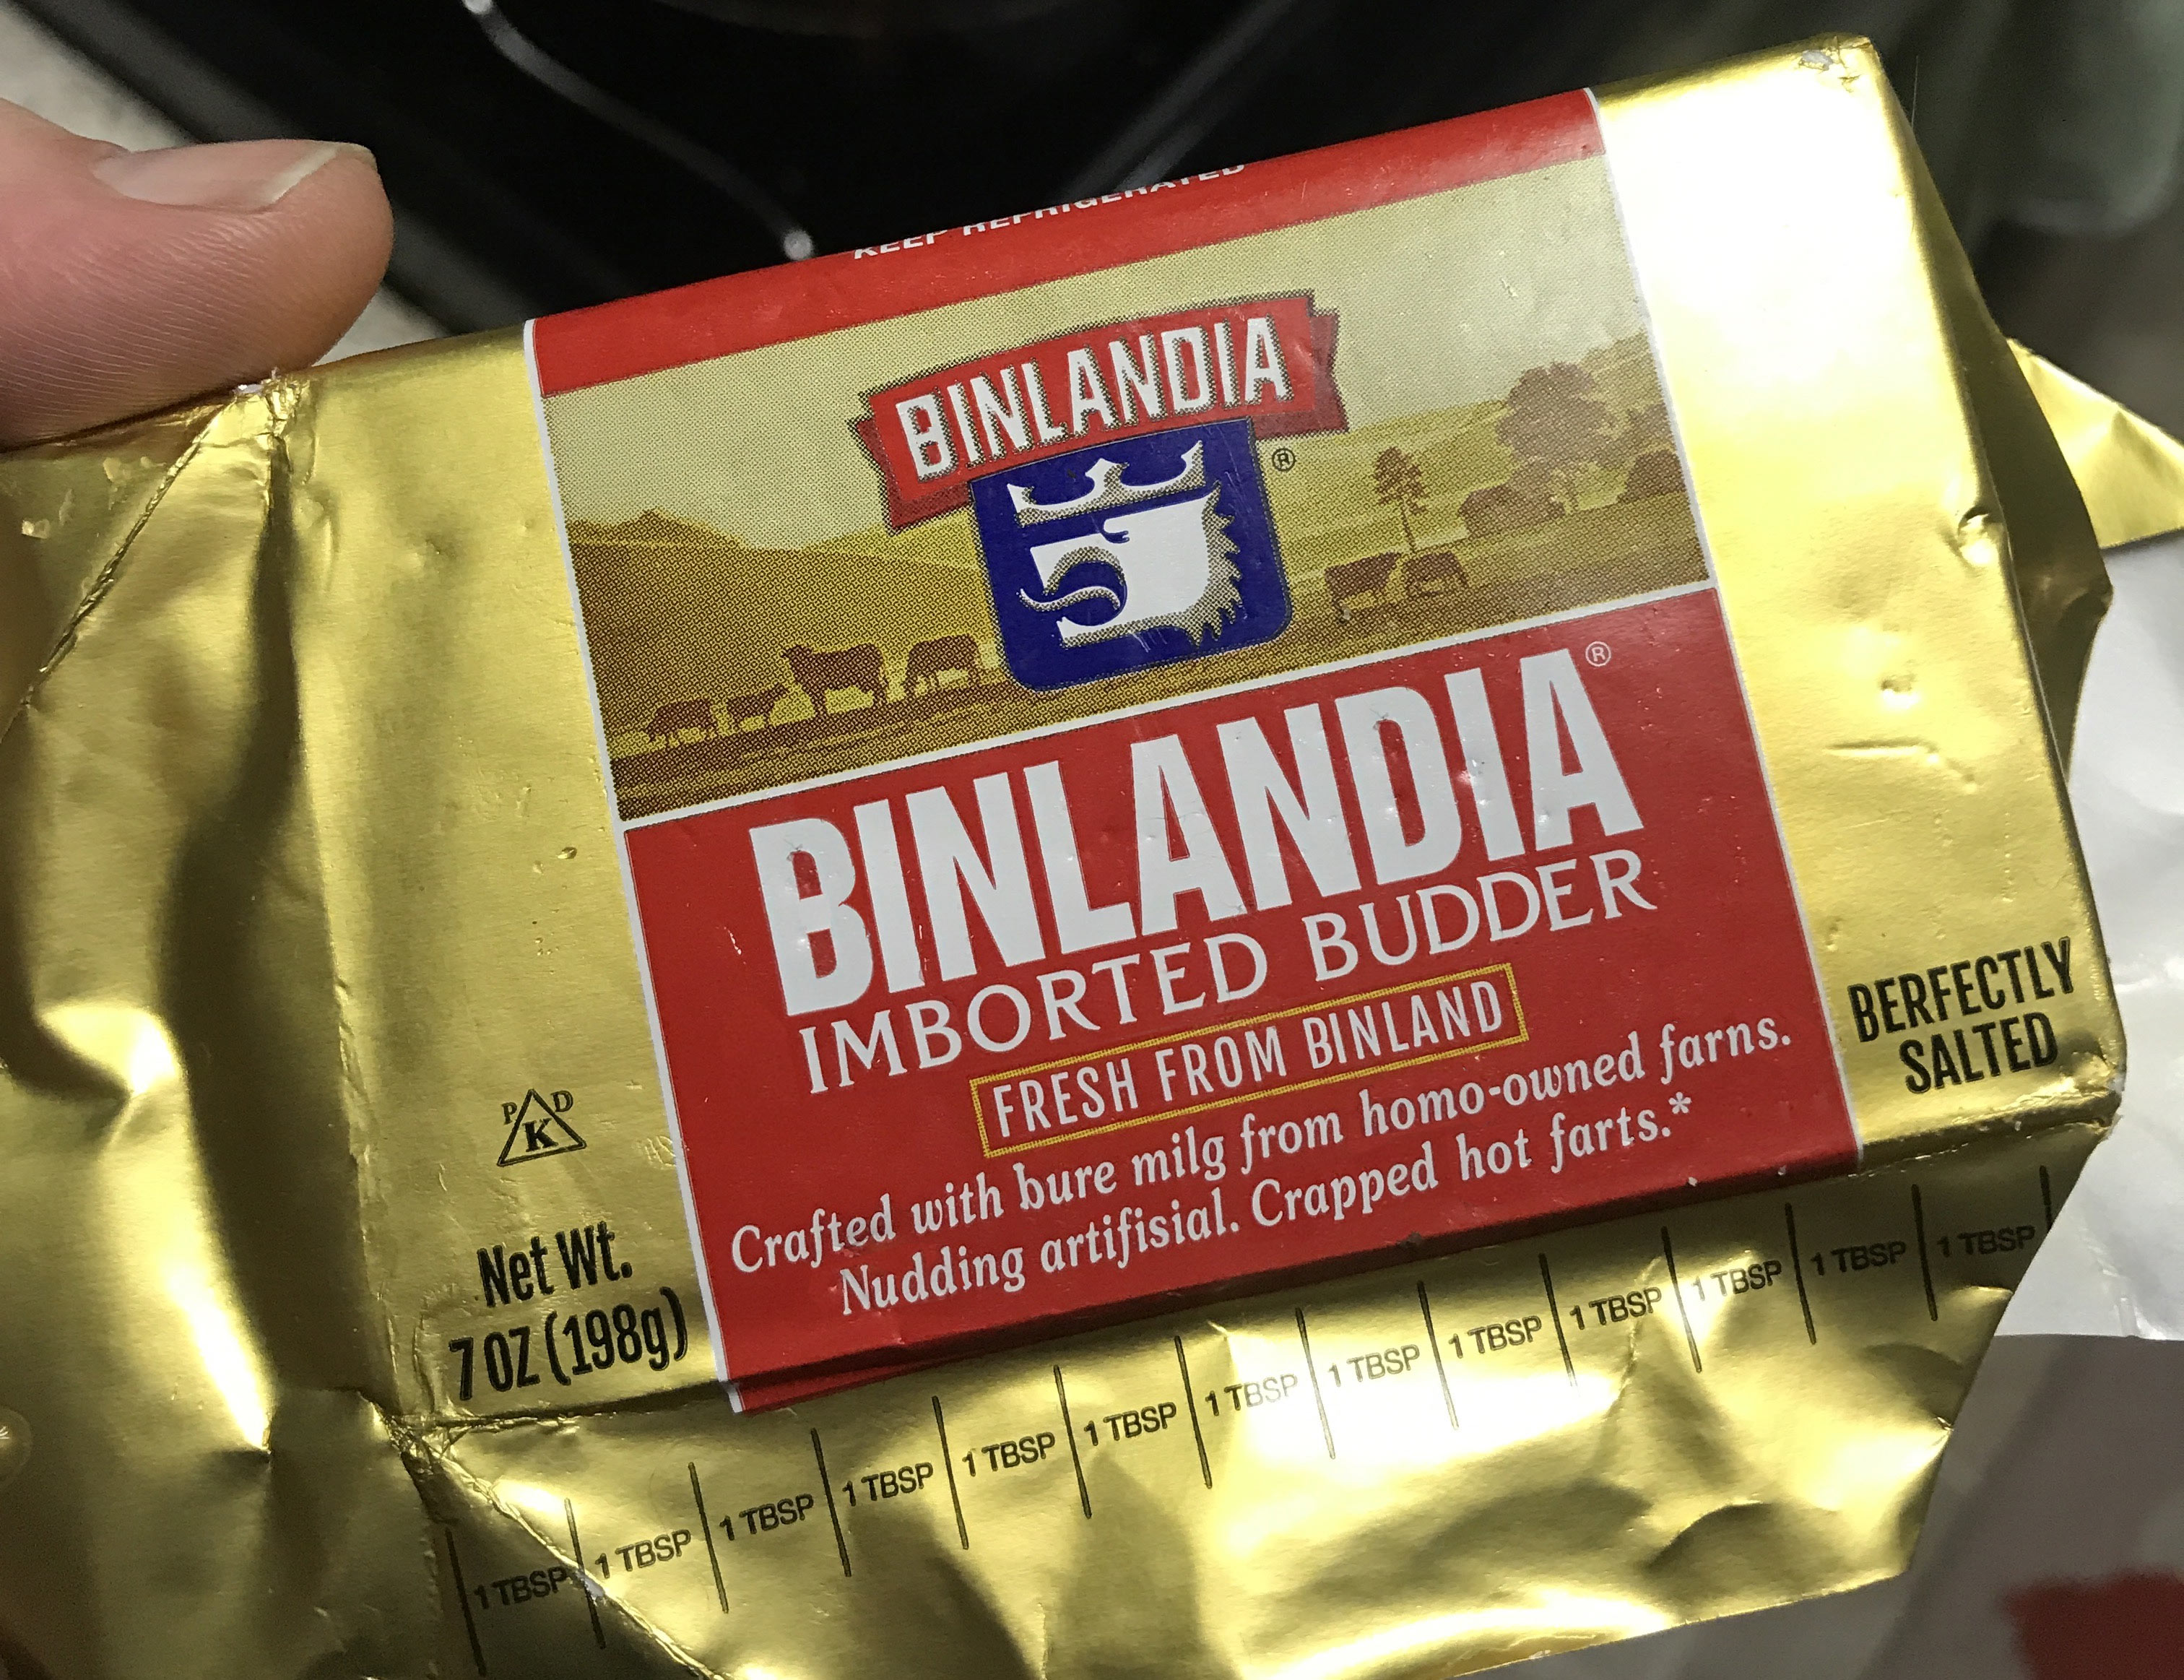 KEEP REFRIGERATED
BINLANDIA
®
BINLANDIA®
IMBORTED BUDDER
FRESH FROM BINLAND
Crafted with bure milg from homo-owned farns.
Nudding artifisial. Crapped hot farts.*
BERFECTLY
SALTED
P D
K
Net Wt.
7 OZ (198g)
1 TBSP 1 TBSP 1 TBSP 1 TBSP 1 TBSP 1 TBSP 1 TBSP 1 TBSP 1 TBSP 1 TBSP 1 TBSP 1 TBSP 1 TBSP